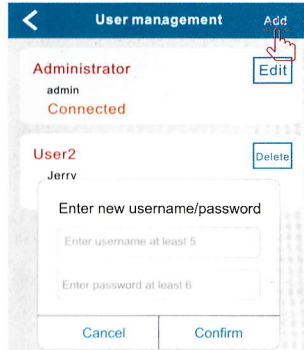 User management Add
Administrator Edit
admin
Connected
User2 Delete
Jerry
Enter new username/password
Enter username at least 5
Enter password at least 6
Cancel Confirm